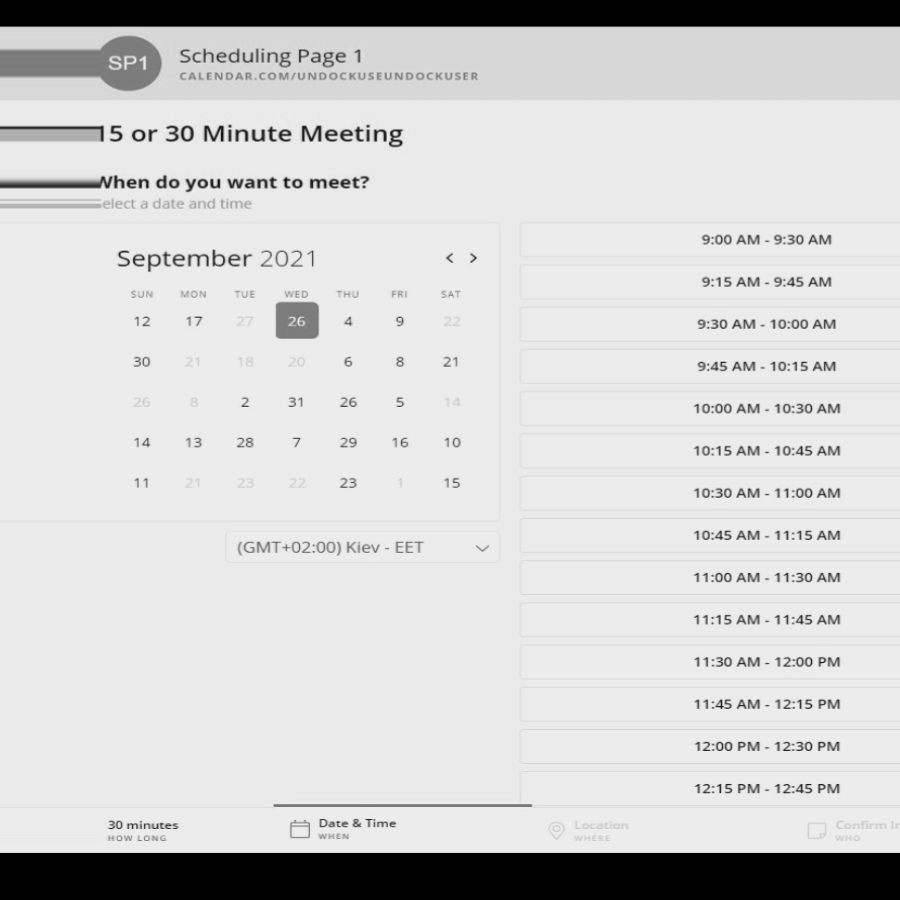 SP1
Scheduling Page 1
CALENDAR.COM/UNDOCKUSEUNDOCKUSER
15 or 30 Minute Meeting
When do you want to meet?
elect a date and time
September 2021
< >
SUN MON TUE WED THU FRI SAT
12 17 27 26 4 9 22
30 21 18 20 6 8 21
26 8 2 31 26 5 14
14 13 28 7 29 16 10
11 21 23 22 23 1 15
(GMT+02:00) Kiev - EET
9:00 AM - 9:30 AM
9:15 AM - 9:45 AM
9:30 AM - 10:00 AM
9:45 AM - 10:15 AM
10:00 AM - 10:30 AM
10:15 AM - 10:45 AM
10:30 AM - 11:00 AM
10:45 AM - 11:15 AM
11:00 AM - 11:30 AM
11:15 AM - 11:45 AM
11:30 AM - 12:00 PM
11:45 AM - 12:15 PM
12:00 PM - 12:30 PM
12:15 PM - 12:45 PM
30 minutes
HOW LONG
Date & Time
WHEN
Location
WHERE
Confirm
WHO